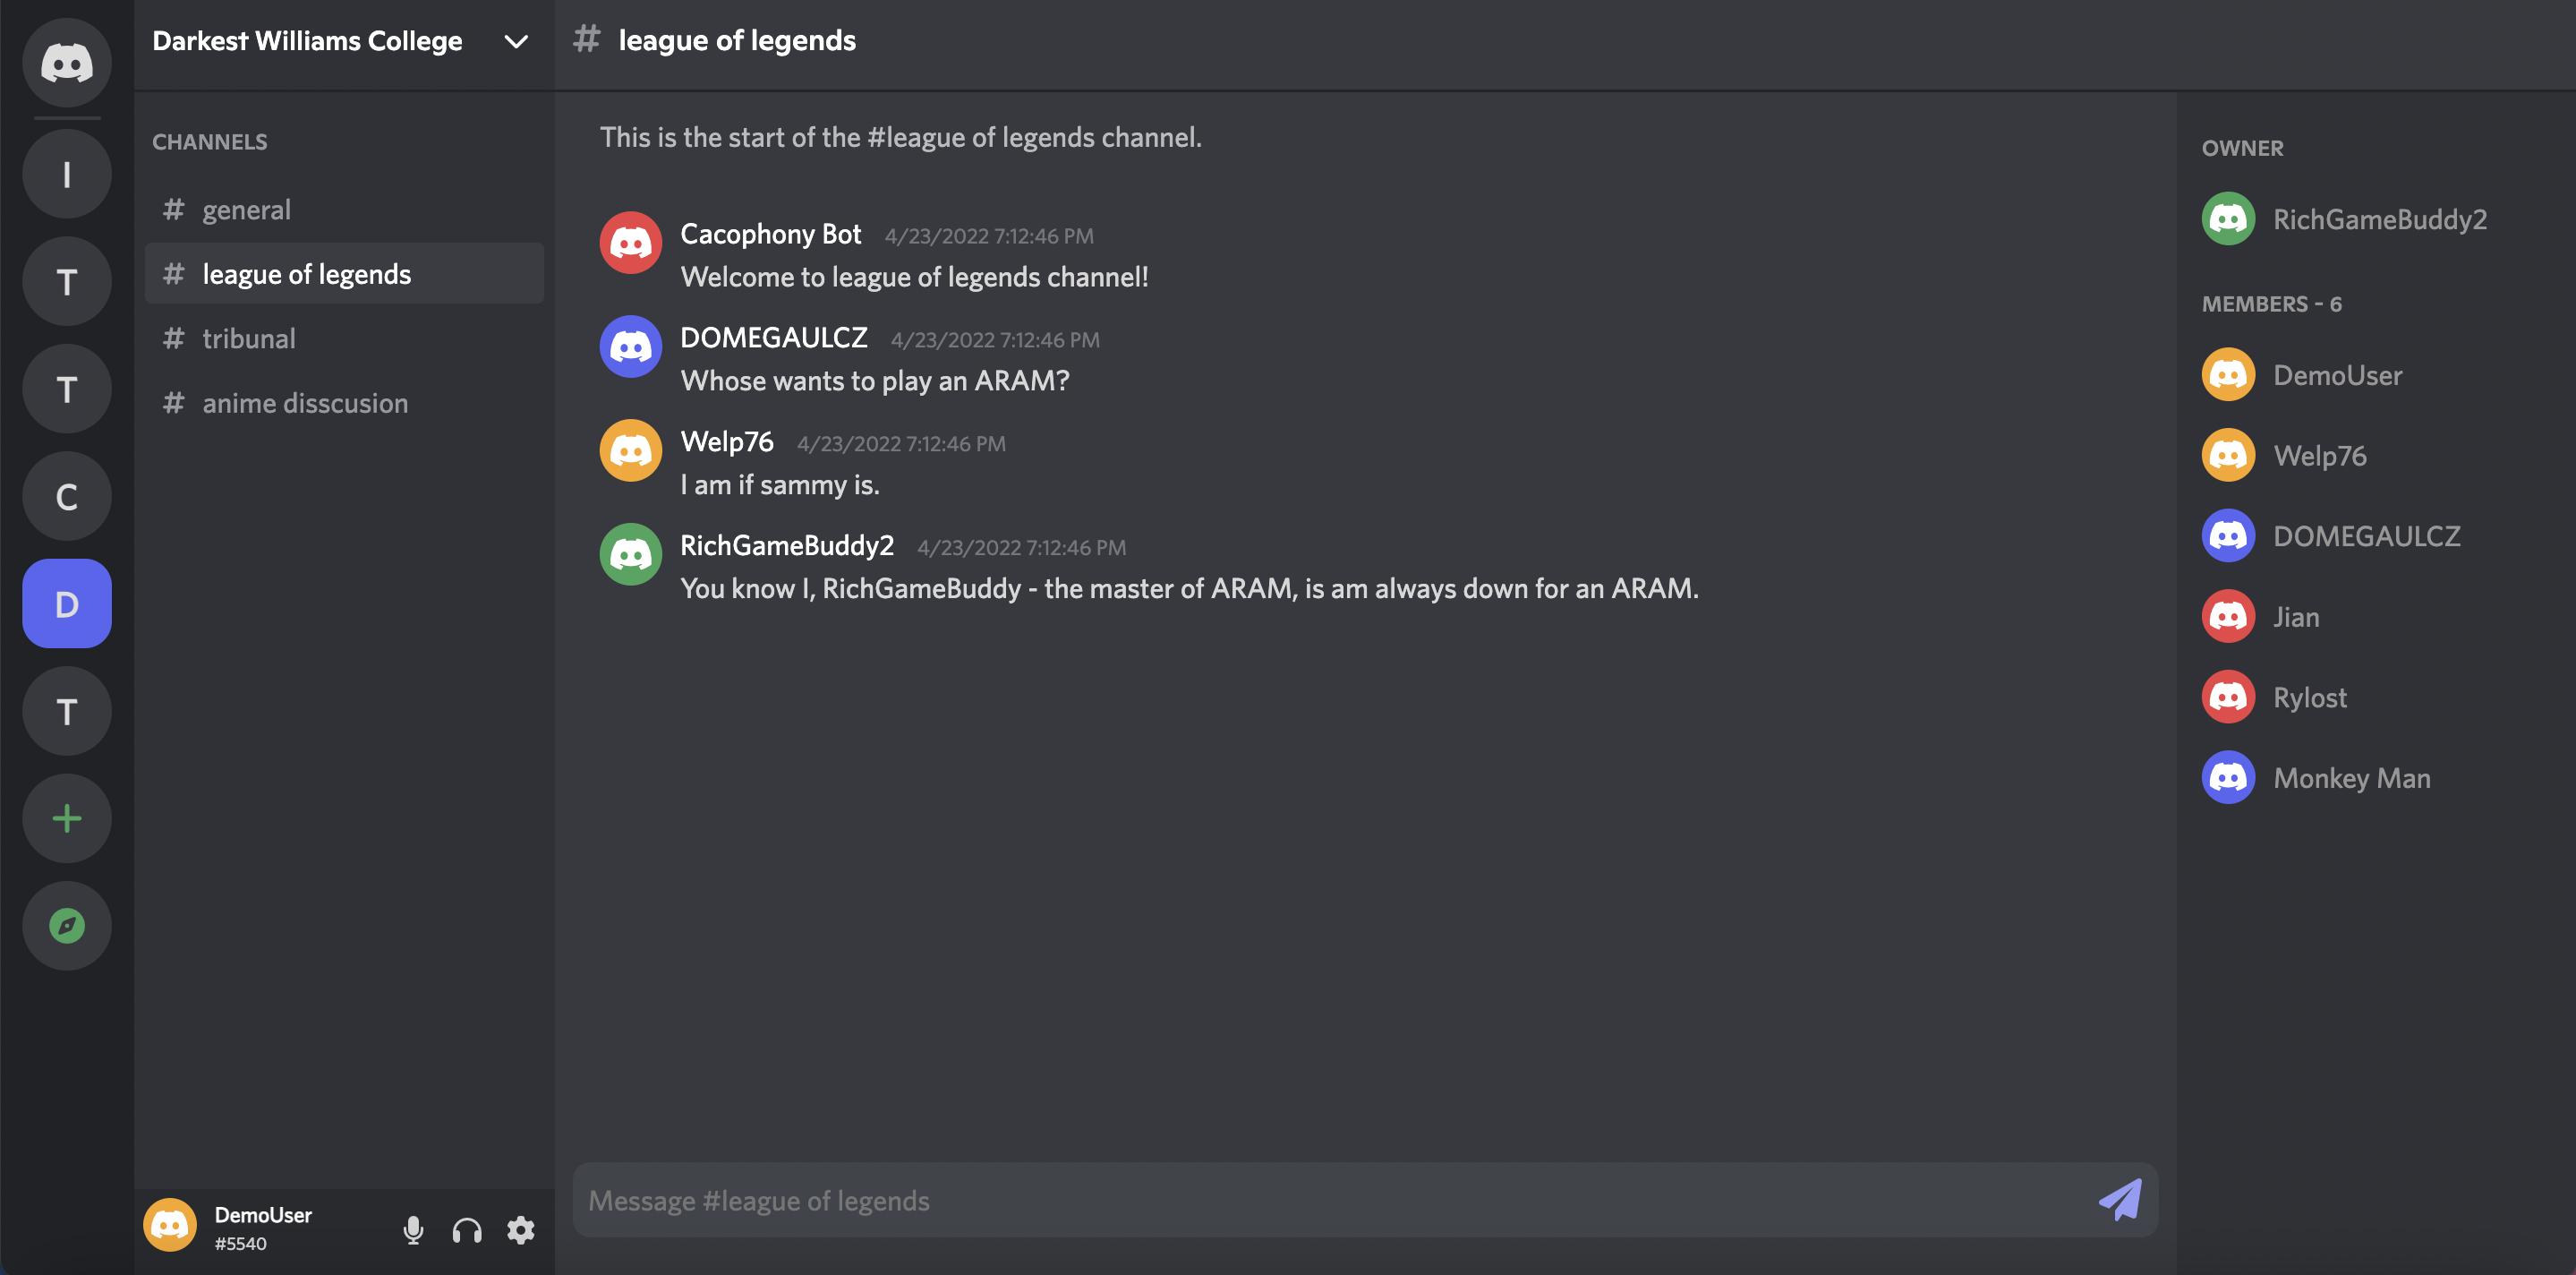 Darkest Williams College
# league of legends
I
T
T
C
D
T
CHANNELS
# general
# league of legends
# tribunal
# anime disscusion
DemoUser
#5540
This is the start of the #league of legends channel.
Cacophony Bot 4/23/2022 7:12:46 PM
Welcome to league of legends channel!
DOMEGAULCZ 4/23/2022 7:12:46 PM
Whose wants to play an ARAM?
Welp76 4/23/2022 7:12:46 PM
I am if sammy is.
RichGameBuddy2 4/23/2022 7:12:46 PM
You know I, RichGameBuddy - the master of ARAM, is am always down for an ARAM.
Message #league of legends
OWNER
RichGameBuddy2
MEMBERS - 6
DemoUser
Welp76
DOMEGAULCZ
Jian
Rylost
Monkey Man